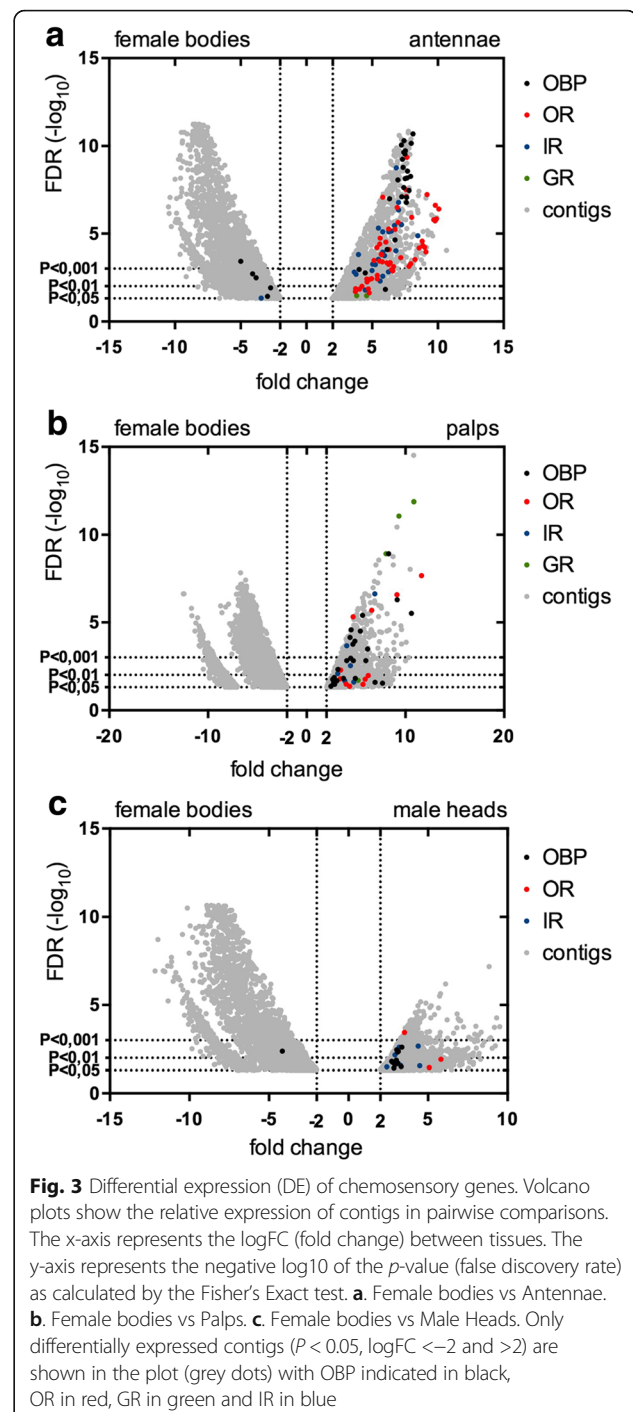 a
female bodies antennae
15
10
5
0
FDR (-log10)
P<0,001
P<0,01
P<0,05
-15 -10 -5 -2 0 2 5 10 15
fold change
OBP
OR
IR
GR
contigs
b
female bodies palps
15
10
5
0
FDR (-log10)
P<0,001
P<0,01
P<0,05
-20 -10 -2 0 2 10 20
fold change
OBP
OR
IR
GR
contigs
c
female bodies male heads
15
10
5
0
FDR (-log10)
P<0,001
P<0,01
P<0,05
-15 -10 -5 -2 0 2 5 10
fold change
OBP
OR
IR
contigs
Fig. 3 Differential expression (DE) of chemosensory genes. Volcano
plots show the relative expression of contigs in pairwise comparisons.
The x-axis represents the logFC (fold change) between tissues. The
y-axis represents the negative log10 of the p-value (false discovery rate)
as calculated by the Fisher's Exact test. a. Female bodies vs Antennae.
b. Female bodies vs Palps. c. Female bodies vs Male Heads. Only
differentially expressed contigs (P < 0.05, logFC <−2 and >2) are
shown in the plot (grey dots) with OBP indicated in black,
OR in red, GR in green and IR in blue